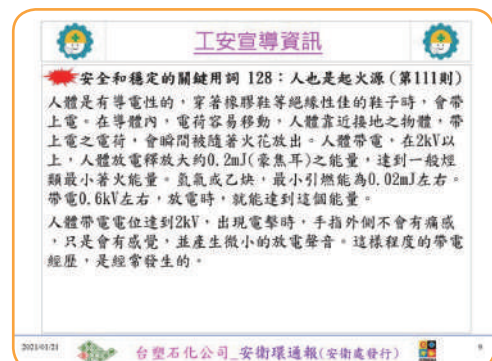 工安宣導資訊
安全和穩定的關鍵用詞 128：人也是起火源(第111則)
人體是有導電性的，穿著橡膠鞋等絕緣性佳的鞋子時，會帶
上電。在導體內，電荷容易移動，人體靠近接地之物體，帶
上電之電荷，會瞬間被隨著火花放出。人體帶電，在2kV以
上，人體放電釋放大約0.2mJ(豪焦耳)之能量，達到一般烴
類最小著火能量。氫氣或乙炔，最小引燃能為0.02mJ左右。
帶電0.6kV左右，放電時，就能達到這個能量。
人體帶電電位達到2kV，出現電擊時，手指外側不會有痛感
，只是會有感覺，並產生微小的放電聲音。這樣程度的帶電
經歷，是經常發生的。
2021/01/21
台塑石化公司_安衛環通報(安衛處發行)